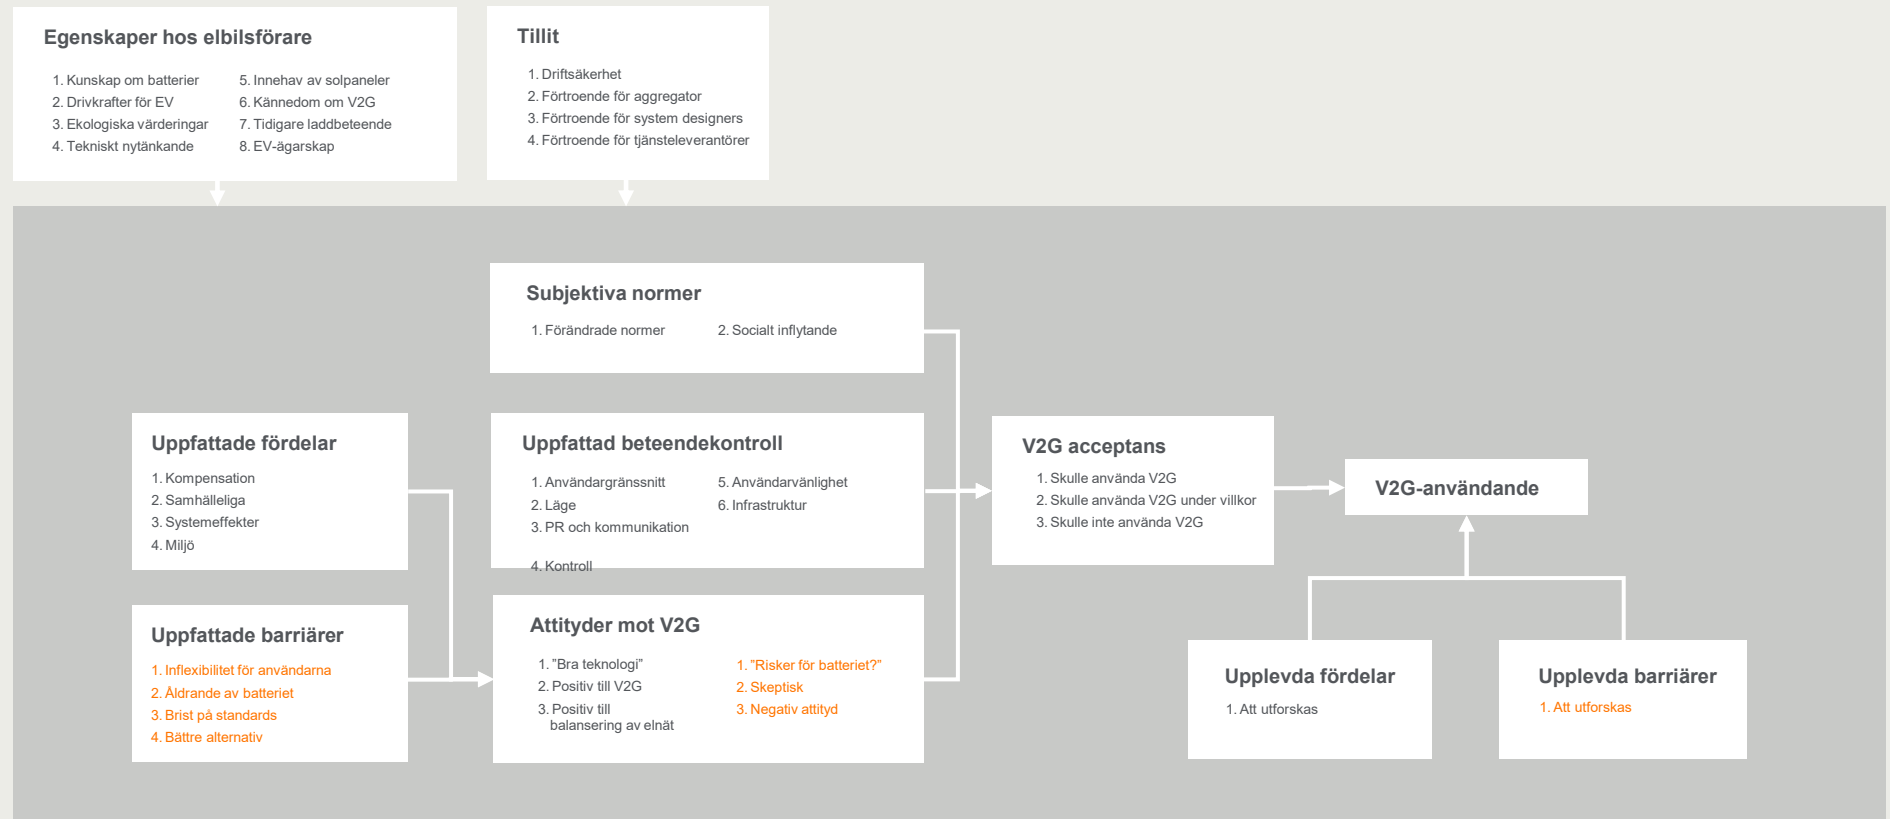 Egenskaper hos elbilsförare
1. Kunskap om batterier
2. Drivkrafter för EV
3. Ekologiska värderingar
4. Tekniskt nytänkande
5. Innehav av solpaneler
6. Kännedom om V2G
7. Tidigare laddbeteende
8. EV-ägarskap
Tillit
1. Driftsäkerhet
2. Förtroende för aggregator
3. Förtroende för system designers
4. Förtroende för tjänsteleverantörer
Subjektiva normer
1. Förändrade normer
2. Socialt inflytande
Uppfattade fördelar
1. Kompensation
2. Samhälleliga
3. Systemeffekter
4. Miljö
Uppfattad beteendekontroll
1. Användargränssnitt
2. Läge
3. PR och kommunikation
4. Kontroll
5. Användarvänlighet
6. Infrastruktur
V2G acceptans
1. Skulle använda V2G
2. Skulle använda V2G under villkor
3. Skulle inte använda V2G
V2G-användande
Uppfattade barriärer
1. Inflexibilitet för användarna
2. Åldrande av batteriet
3. Brist på standards
4. Bättre alternativ
Attityder mot V2G
1. ”Bra teknologi”
2. Positiv till V2G
3. Positiv till
balansering av elnät
1. ”Risker för batteriet?”
2. Skeptisk
3. Negativ attityd
Upplevda fördelar
1. Att utforskas
Upplevda barriärer
1. Att utforskas